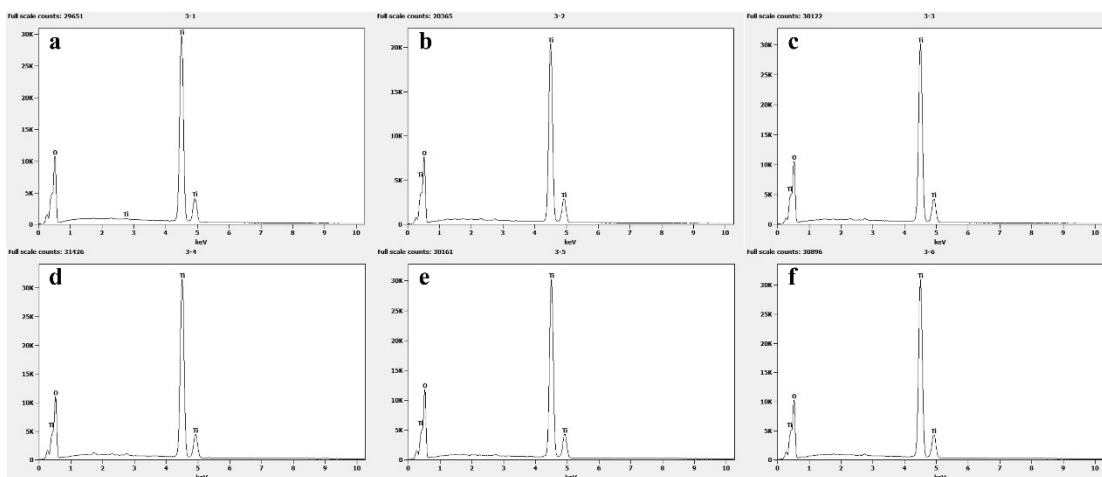 Full scale counts: 29651 3-1
a
Ti
30K
25K
20K
15K
10K
5K
0
O
Ti
Ti
0 1 2 3 4 5 6 7 8 9 10
keV
Full scale counts: 20365 3-2
b
Ti
20K
15K
10K
5K
0
O
Ti
Ti
0 1 2 3 4 5 6 7 8 9 10
keV
Full scale counts: 30122 3-3
c
Ti
30K
25K
20K
15K
10K
5K
0
O
Ti
Ti
0 1 2 3 4 5 6 7 8 9 10
keV
Full scale counts: 31426 3-4
d
Ti
30K
25K
20K
15K
10K
5K
0
O
Ti
Ti
0 1 2 3 4 5 6 7 8 9 10
keV
Full scale counts: 30161 3-5
e
Ti
30K
25K
20K
15K
10K
5K
0
O
Ti
Ti
0 1 2 3 4 5 6 7 8 9 10
keV
Full scale counts: 30896 3-6
f
Ti
30K
25K
20K
15K
10K
5K
0
O
Ti
Ti
0 1 2 3 4 5 6 7 8 9 10
keV